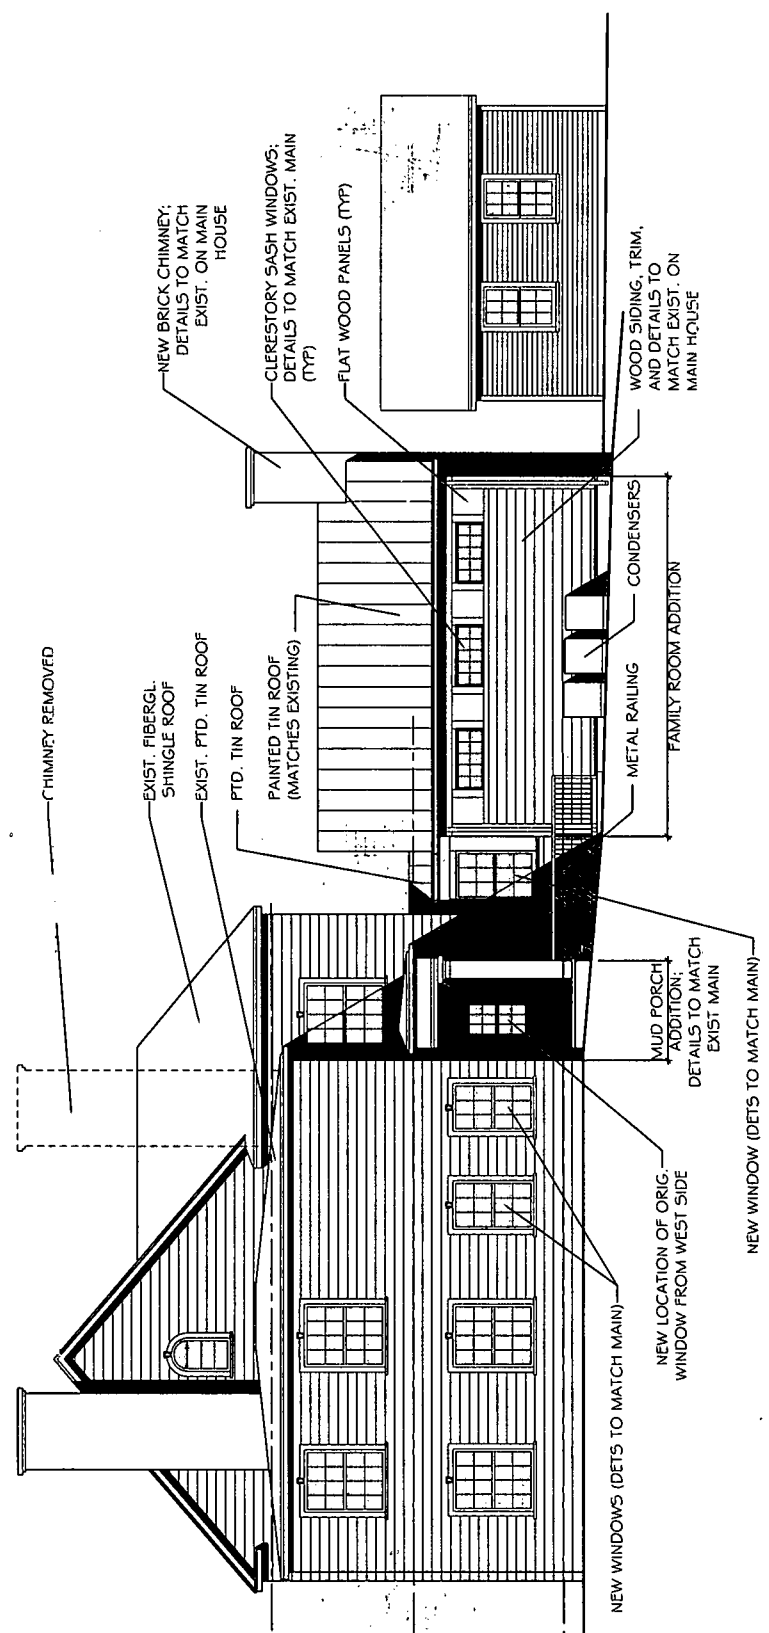 CHIMNEY REMOVED
EXIST. FIBERGL.
SHINGLE ROOF
EXIST. PTD. TIN ROOF
PTD. TIN ROOF
PAINTED TIN ROOF
(MATCHES EXISTING)
NEW BRICK CHIMNEY;
DETAILS TO MATCH
EXIST. ON MAIN
HOUSE
CLERESTORY SASH WINDOWS;
DETAILS TO MATCH EXIST. MAIN
(TYP)
FLAT WOOD PANELS (TYP)
NEW WINDOWS (DETS TO MATCH MAIN)
NEW LOCATION OF ORIG.
WINDOW FROM WEST SIDE
MUD PORCH
ADDITION;
DETAILS TO MATCH
EXIST MAIN
NEW WINDOW (DETS TO MATCH MAIN)
METAL RAILING
CONDENSERS
FAMILY ROOM ADDITION
WOOD SIDING, TRIM,
AND DETAILS TO
MATCH EXIST. ON
MAIN HOUSE